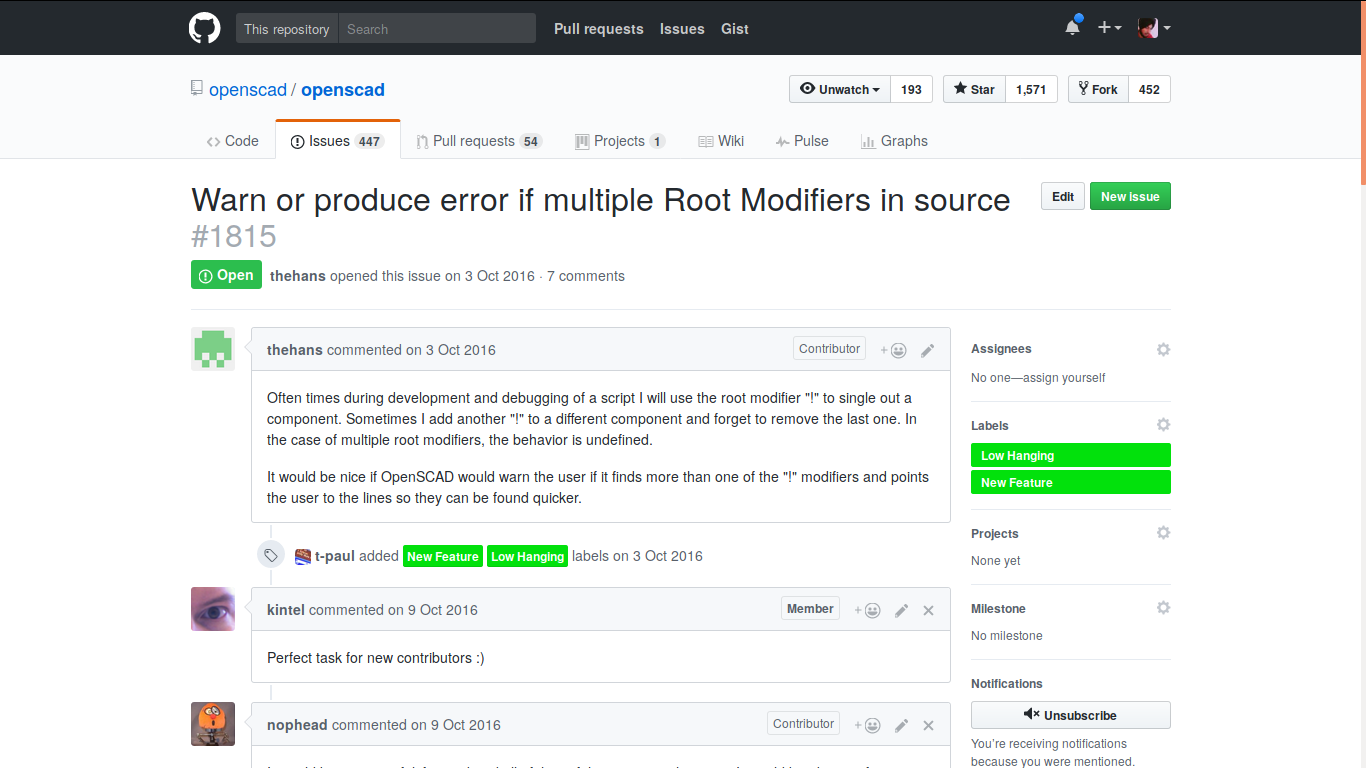 This repository Search Pull requests Issues Gist
openscad / openscad
Unwatch 193 Star 1,571 Fork 452
Code Issues 447 Pull requests 54 Projects 1 Wiki Pulse Graphs
Warn or produce error if multiple Root Modifiers in source
#1815
Edit New issue
Open thehans opened this issue on 3 Oct 2016 · 7 comments
thehans commented on 3 Oct 2016 Contributor
Often times during development and debugging of a script I will use the root modifier "!" to single out a
component. Sometimes I add another "!" to a different component and forget to remove the last one. In
the case of multiple root modifiers, the behavior is undefined.
It would be nice if OpenSCAD would warn the user if it finds more than one of the "!" modifiers and points
the user to the lines so they can be found quicker.
t-paul added New Feature Low Hanging labels on 3 Oct 2016
kintel commented on 9 Oct 2016 Member
Perfect task for new contributors :)
nophead commented on 9 Oct 2016 Contributor
Assignees
No one—assign yourself
Labels
Low Hanging
New Feature
Projects
None yet
Milestone
No milestone
Notifications
Unsubscribe
You're receiving notifications
because you were mentioned.